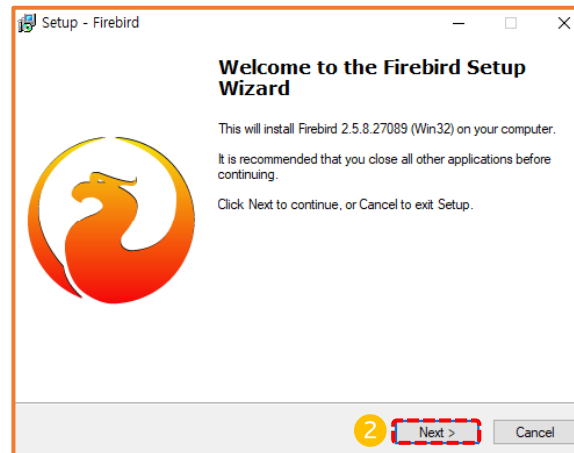 Setup - Firebird
Welcome to the Firebird Setup
Wizard
This will install Firebird 2.5.8.27089 (Win32) on your computer.
It is recommended that you close all other applications before
continuing.
Click Next to continue, or Cancel to exit Setup.
2
Next >
Cancel